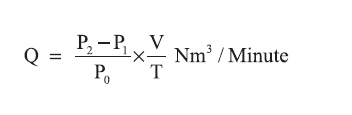 Q = (P₂ – P₁)/P₀ × V/T Nm³ / Minute